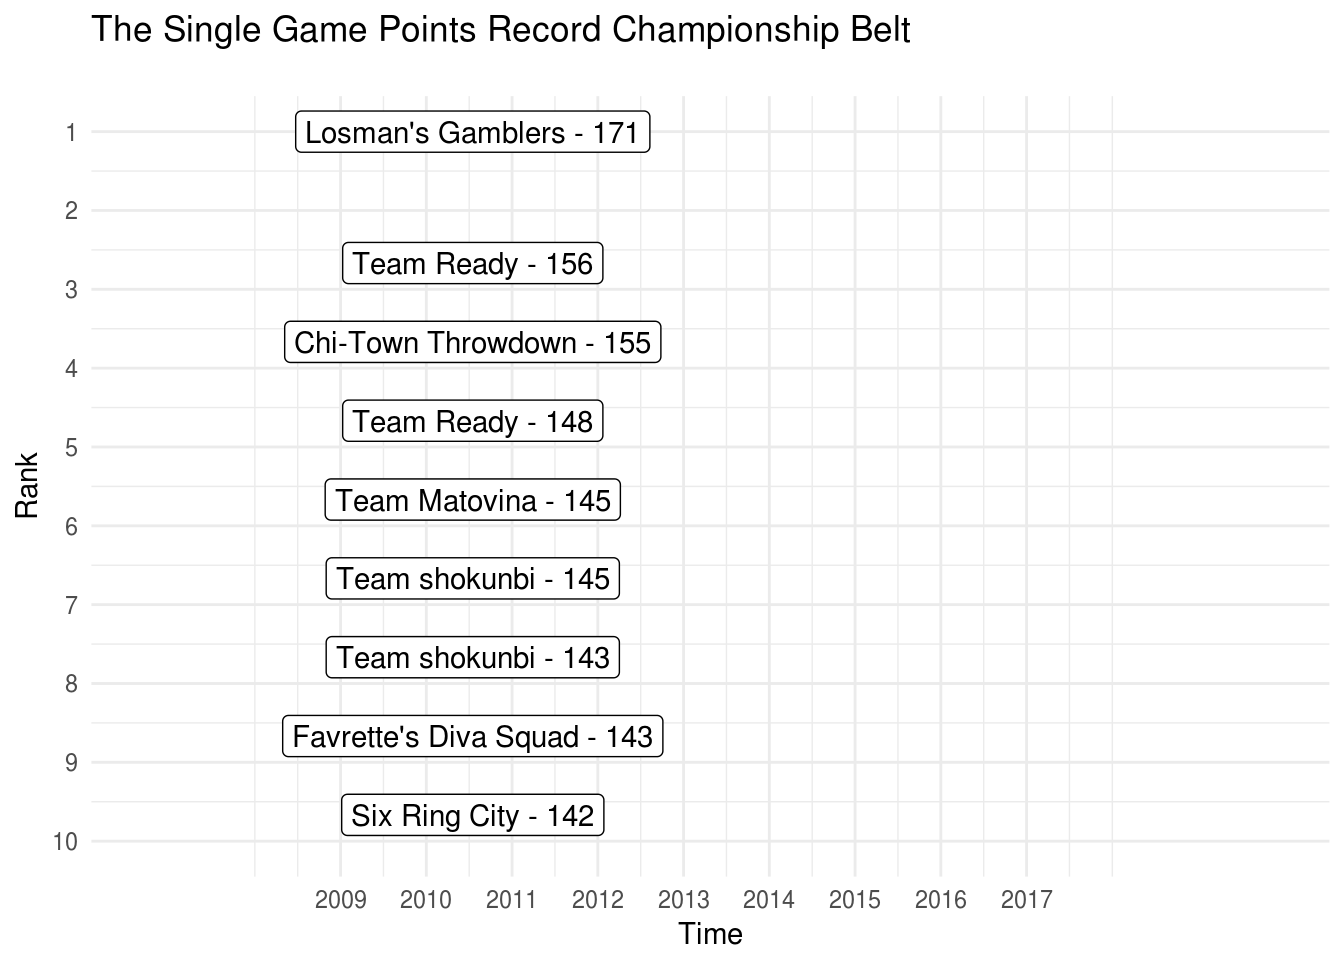 The Single Game Points Record Championship Belt
1
Losman's Gamblers - 171
2
Team Ready - 156
3
Chi-Town Throwdown - 155
4
Team Ready - 148
5
Rank
Team Matovina - 145
6
Team shokunbi - 145
7
Team shokunbi - 143
8
Favrette's Diva Squad - 143
9
Six Ring City - 142
10
2009 2010 2011 2012 2013 2014 2015 2016 2017
Time